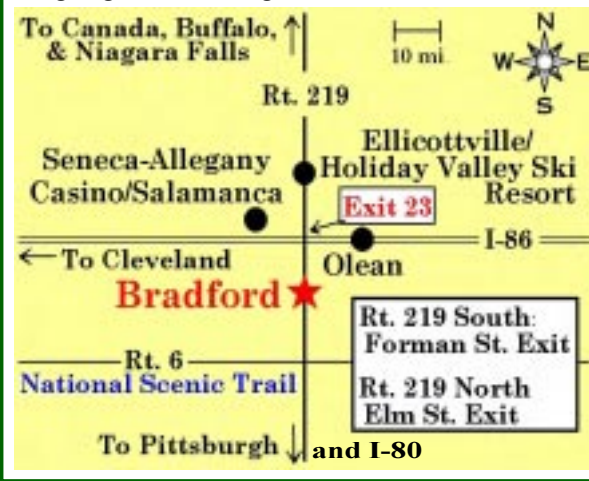 To Canada, Buffalo,
& Niagara Falls
10 mi.
N
W
E
S
Rt. 219
Ellicottville/
Holiday Valley Ski
Resort
Seneca-Allegany
Casino/Salamanca
Exit 23
I-86
To Cleveland
Olean
Bradford
Rt. 219 South:
Forman St. Exit
Rt. 219 North
Elm St. Exit
Rt. 6
National Scenic Trail
To Pittsburgh
and I-80